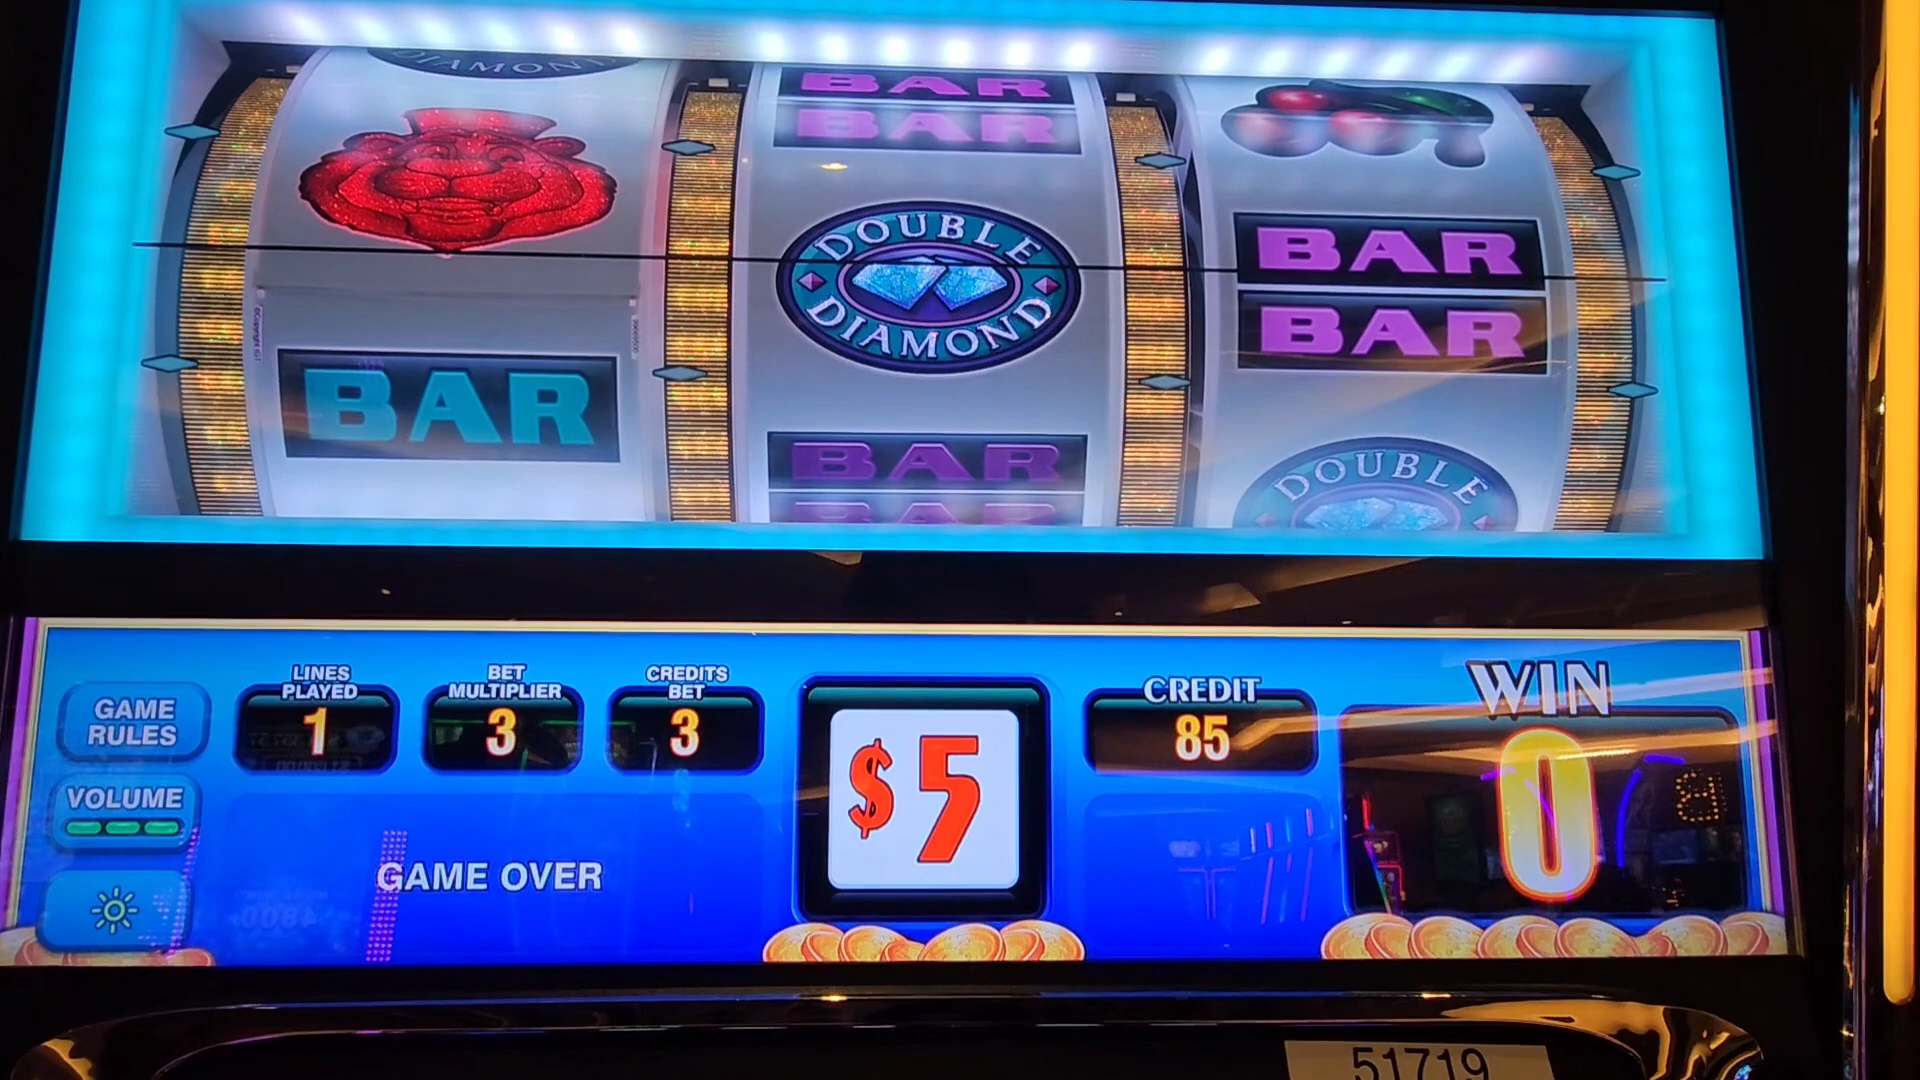 DIAMOND
BAR
BAR
DOUBLE
DIAMOND
BAR
BAR
BAR
BAR
BAR
DOUBLE
GAME
RULES
LINES
PLAYED
1
BET
MULTIPLIER
3
CREDITS
BET
3
$5
CREDIT
85
WIN
0
VOLUME
GAME OVER
51719